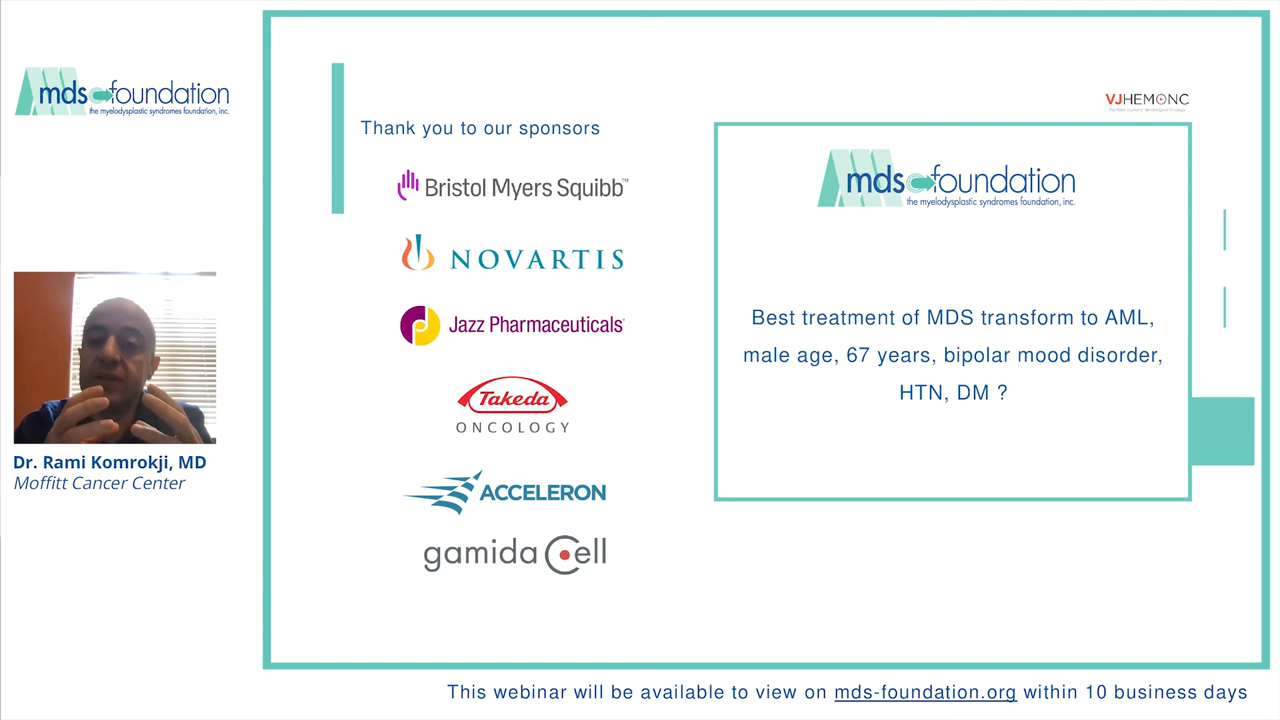 mds foundation
the myelodysplastic syndromes foundation, inc.
Dr. Rami Komrokji, MD
Moffitt Cancer Center
Thank you to our sponsors
Bristol Myers Squibb™
NOVARTIS
Jazz Pharmaceuticals
Takeda
ONCOLOGY
ACCELERON
gamida Cell
VJHEMONC
mds foundation
the myelodysplastic syndromes foundation, inc.
Best treatment of MDS transform to AML,
male age, 67 years, bipolar mood disorder,
HTN, DM ?
This webinar will be available to view on mds-foundation.org within 10 business days